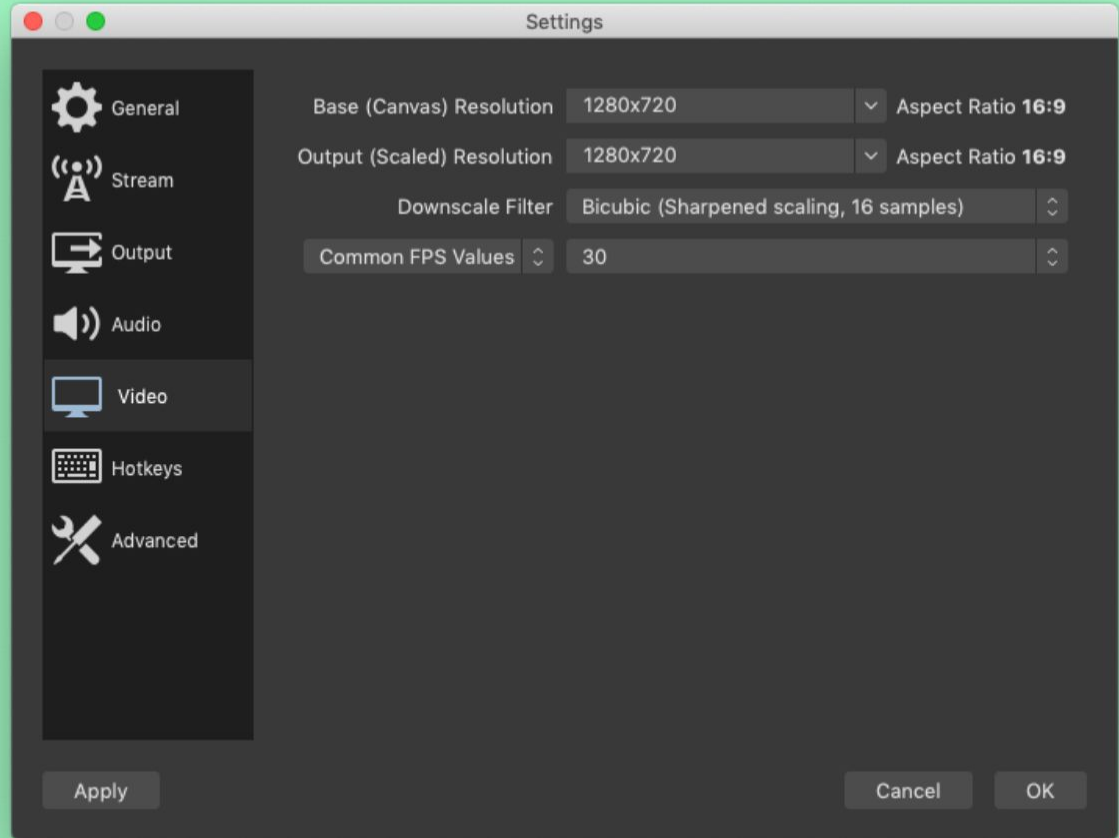 Settings
General
Stream
Output
Audio
Video
Hotkeys
Advanced
Base (Canvas) Resolution 1280x720 Aspect Ratio 16:9
Output (Scaled) Resolution 1280x720 Aspect Ratio 16:9
Downscale Filter Bicubic (Sharpened scaling, 16 samples)
Common FPS Values 30
Apply Cancel OK